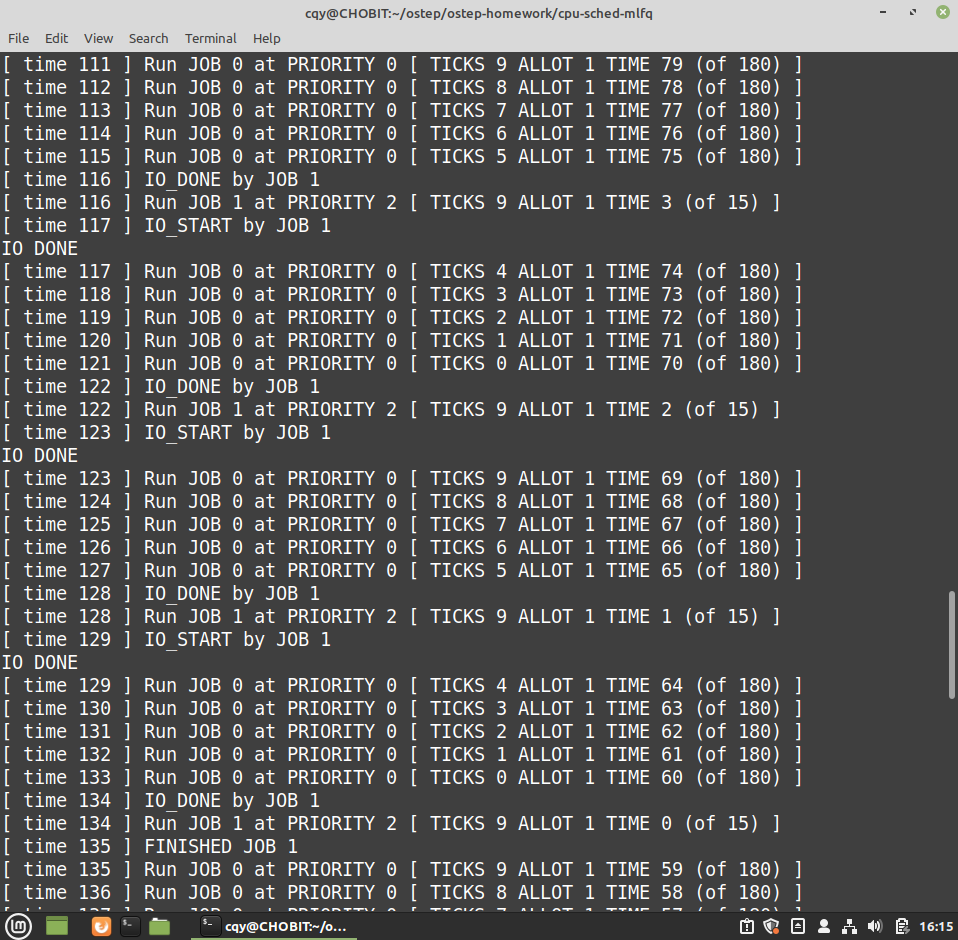 cqy@CHOBIT:~/ostep/ostep-homework/cpu-sched-mlfq
File Edit View Search Terminal Help
[ time 111 ] Run JOB 0 at PRIORITY 0 [ TICKS 9 ALLOT 1 TIME 79 (of 180) ]
[ time 112 ] Run JOB 0 at PRIORITY 0 [ TICKS 8 ALLOT 1 TIME 78 (of 180) ]
[ time 113 ] Run JOB 0 at PRIORITY 0 [ TICKS 7 ALLOT 1 TIME 77 (of 180) ]
[ time 114 ] Run JOB 0 at PRIORITY 0 [ TICKS 6 ALLOT 1 TIME 76 (of 180) ]
[ time 115 ] Run JOB 0 at PRIORITY 0 [ TICKS 5 ALLOT 1 TIME 75 (of 180) ]
[ time 116 ] IO_DONE by JOB 1
[ time 116 ] Run JOB 1 at PRIORITY 2 [ TICKS 9 ALLOT 1 TIME 3 (of 15) ]
[ time 117 ] IO_START by JOB 1
IO DONE
[ time 117 ] Run JOB 0 at PRIORITY 0 [ TICKS 4 ALLOT 1 TIME 74 (of 180) ]
[ time 118 ] Run JOB 0 at PRIORITY 0 [ TICKS 3 ALLOT 1 TIME 73 (of 180) ]
[ time 119 ] Run JOB 0 at PRIORITY 0 [ TICKS 2 ALLOT 1 TIME 72 (of 180) ]
[ time 120 ] Run JOB 0 at PRIORITY 0 [ TICKS 1 ALLOT 1 TIME 71 (of 180) ]
[ time 121 ] Run JOB 0 at PRIORITY 0 [ TICKS 0 ALLOT 1 TIME 70 (of 180) ]
[ time 122 ] IO_DONE by JOB 1
[ time 122 ] Run JOB 1 at PRIORITY 2 [ TICKS 9 ALLOT 1 TIME 2 (of 15) ]
[ time 123 ] IO_START by JOB 1
IO DONE
[ time 123 ] Run JOB 0 at PRIORITY 0 [ TICKS 9 ALLOT 1 TIME 69 (of 180) ]
[ time 124 ] Run JOB 0 at PRIORITY 0 [ TICKS 8 ALLOT 1 TIME 68 (of 180) ]
[ time 125 ] Run JOB 0 at PRIORITY 0 [ TICKS 7 ALLOT 1 TIME 67 (of 180) ]
[ time 126 ] Run JOB 0 at PRIORITY 0 [ TICKS 6 ALLOT 1 TIME 66 (of 180) ]
[ time 127 ] Run JOB 0 at PRIORITY 0 [ TICKS 5 ALLOT 1 TIME 65 (of 180) ]
[ time 128 ] IO_DONE by JOB 1
[ time 128 ] Run JOB 1 at PRIORITY 2 [ TICKS 9 ALLOT 1 TIME 1 (of 15) ]
[ time 129 ] IO_START by JOB 1
IO DONE
[ time 129 ] Run JOB 0 at PRIORITY 0 [ TICKS 4 ALLOT 1 TIME 64 (of 180) ]
[ time 130 ] Run JOB 0 at PRIORITY 0 [ TICKS 3 ALLOT 1 TIME 63 (of 180) ]
[ time 131 ] Run JOB 0 at PRIORITY 0 [ TICKS 2 ALLOT 1 TIME 62 (of 180) ]
[ time 132 ] Run JOB 0 at PRIORITY 0 [ TICKS 1 ALLOT 1 TIME 61 (of 180) ]
[ time 133 ] Run JOB 0 at PRIORITY 0 [ TICKS 0 ALLOT 1 TIME 60 (of 180) ]
[ time 134 ] IO_DONE by JOB 1
[ time 134 ] Run JOB 1 at PRIORITY 2 [ TICKS 9 ALLOT 1 TIME 0 (of 15) ]
[ time 135 ] FINISHED JOB 1
[ time 135 ] Run JOB 0 at PRIORITY 0 [ TICKS 9 ALLOT 1 TIME 59 (of 180) ]
[ time 136 ] Run JOB 0 at PRIORITY 0 [ TICKS 8 ALLOT 1 TIME 58 (of 180) ]
cqy@CHOBIT:~/o... 16:15